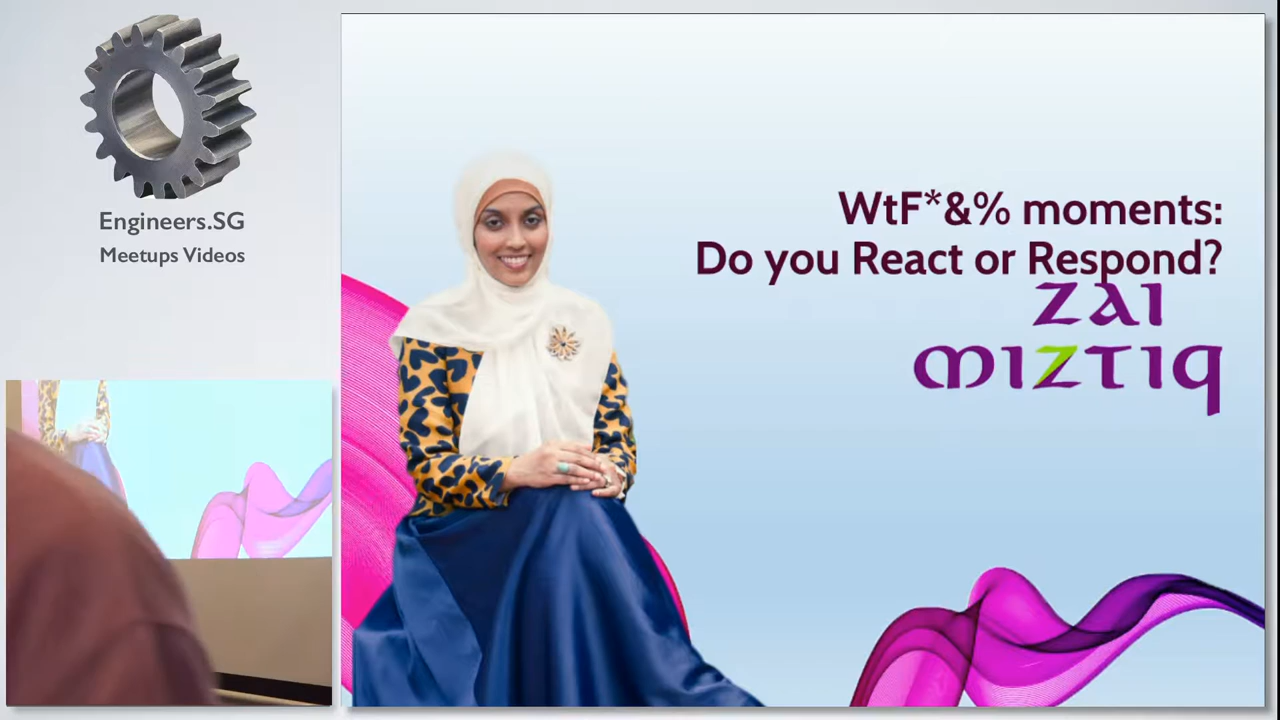 Engineers.SG
Meetups Videos
WtF*&% moments:
Do you React or Respond?
ZAI
MIZTIQ